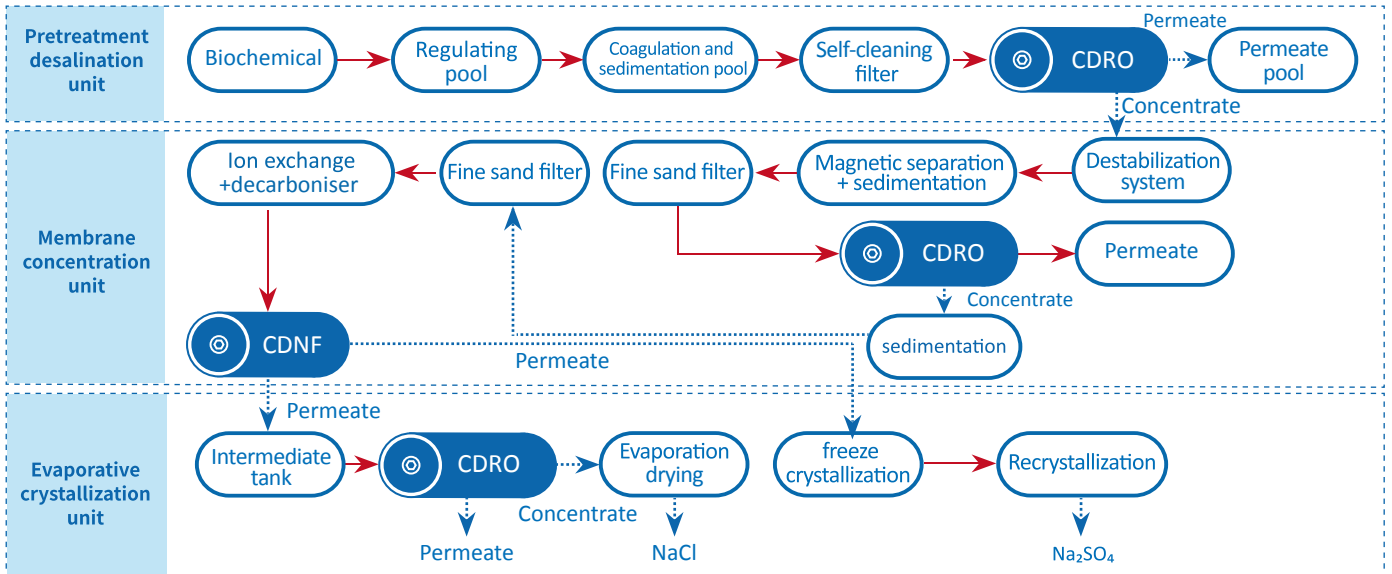 Pretreatment
desalination
unit
Biochemical
Regulating
pool
Coagulation and
sedimentation pool
Self-cleaning
filter
CDRO
Permeate
Permeate
pool
Concentrate
Membrane
concentration
unit
Ion exchange
+decarboniser
Fine sand filter
Fine sand filter
Magnetic separation
+ sedimentation
Destabilization
system
CDRO
Permeate
Concentrate
sedimentation
CDNF
Permeate
Evaporative
crystallization
unit
Permeate
Intermediate
tank
CDRO
Evaporation
drying
freeze
crystallization
Recrystallization
Concentrate
Permeate
NaCl
Na₂SO₄